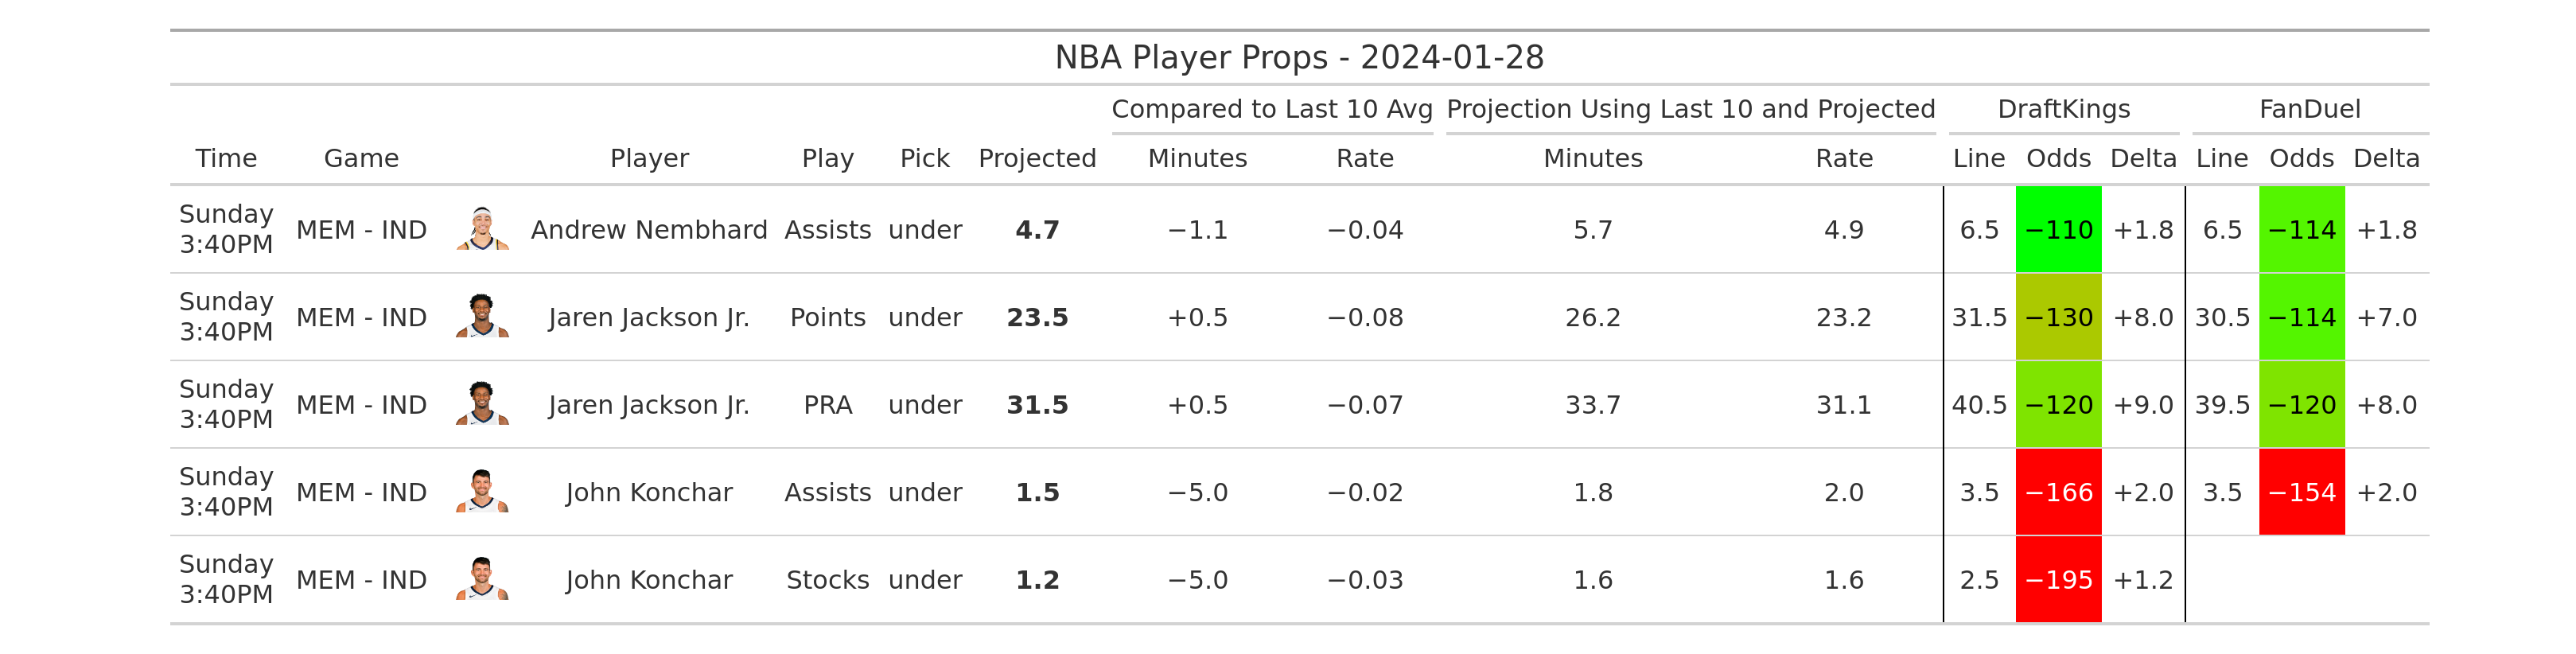 NBA Player Props - 2024-01-28
Compared to Last 10 Avg Projection Using Last 10 and Projected DraftKings FanDuel
Time Game Player Play Pick Projected Minutes Rate Minutes Rate Line Odds Delta Line Odds Delta
Sunday
3:40PM MEM - IND Andrew Nembhard Assists under 4.7 −1.1 −0.04 5.7 4.9 6.5 −110 +1.8 6.5 −114 +1.8
Sunday
3:40PM MEM - IND Jaren Jackson Jr. Points under 23.5 +0.5 −0.08 26.2 23.2 31.5 −130 +8.0 30.5 −114 +7.0
Sunday
3:40PM MEM - IND Jaren Jackson Jr. PRA under 31.5 +0.5 −0.07 33.7 31.1 40.5 −120 +9.0 39.5 −120 +8.0
Sunday
3:40PM MEM - IND John Konchar Assists under 1.5 −5.0 −0.02 1.8 2.0 3.5 −166 +2.0 3.5 −154 +2.0
Sunday
3:40PM MEM - IND John Konchar Stocks under 1.2 −5.0 −0.03 1.6 1.6 2.5 −195 +1.2